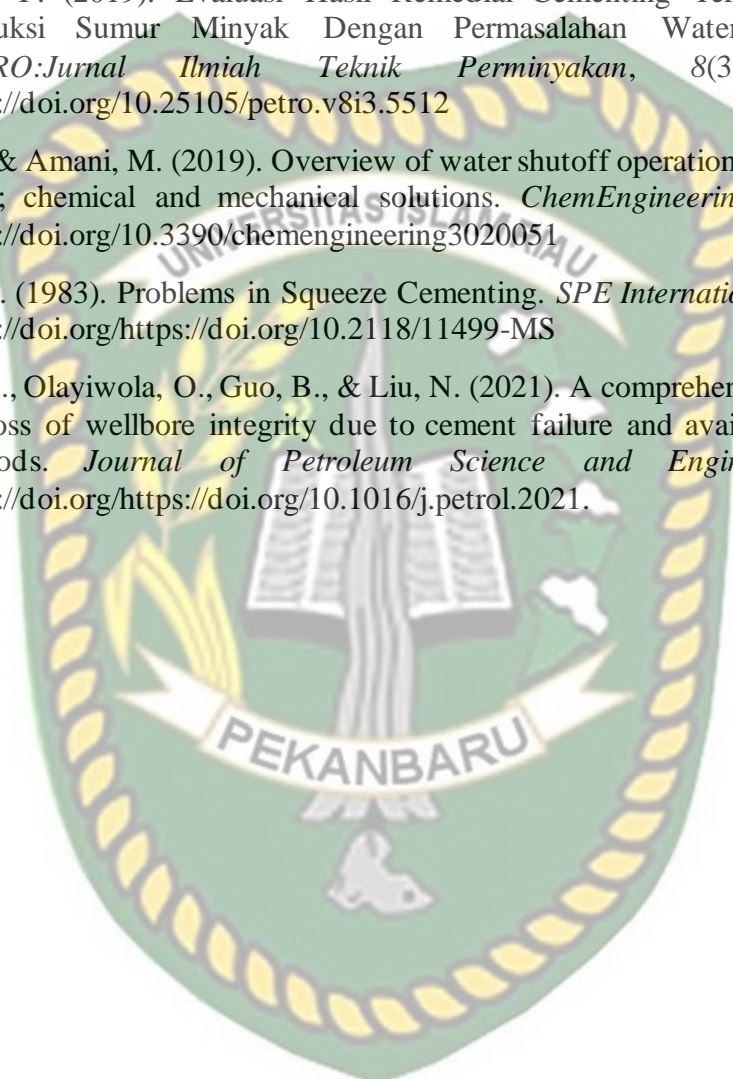 (2019). Evaluasi Hasil Remedial Cementing
uksi Sumur Minyak Dengan Permasalahan Water
RO:Jurnal Ilmiah Teknik Perminyakan, 8(3
://doi.org/10.25105/petro.v8i3.5512
& Amani, M. (2019). Overview of water shutoff operation
; chemical and mechanical solutions. ChemEngineerin
://doi.org/10.3390/chemengineering3020051
UNIVERSITAS ISLAM RIAU
. (1983). Problems in Squeeze Cementing. SPE Internatio
://doi.org/https://doi.org/10.2118/11499-MS
., Olayiwola, O., Guo, B., & Liu, N. (2021). A comprehen
oss of wellbore integrity due to cement failure and avai
ods. Journal of Petroleum Science and Engin
://doi.org/https://doi.org/10.1016/j.petrol.2021.
PEKANBARU